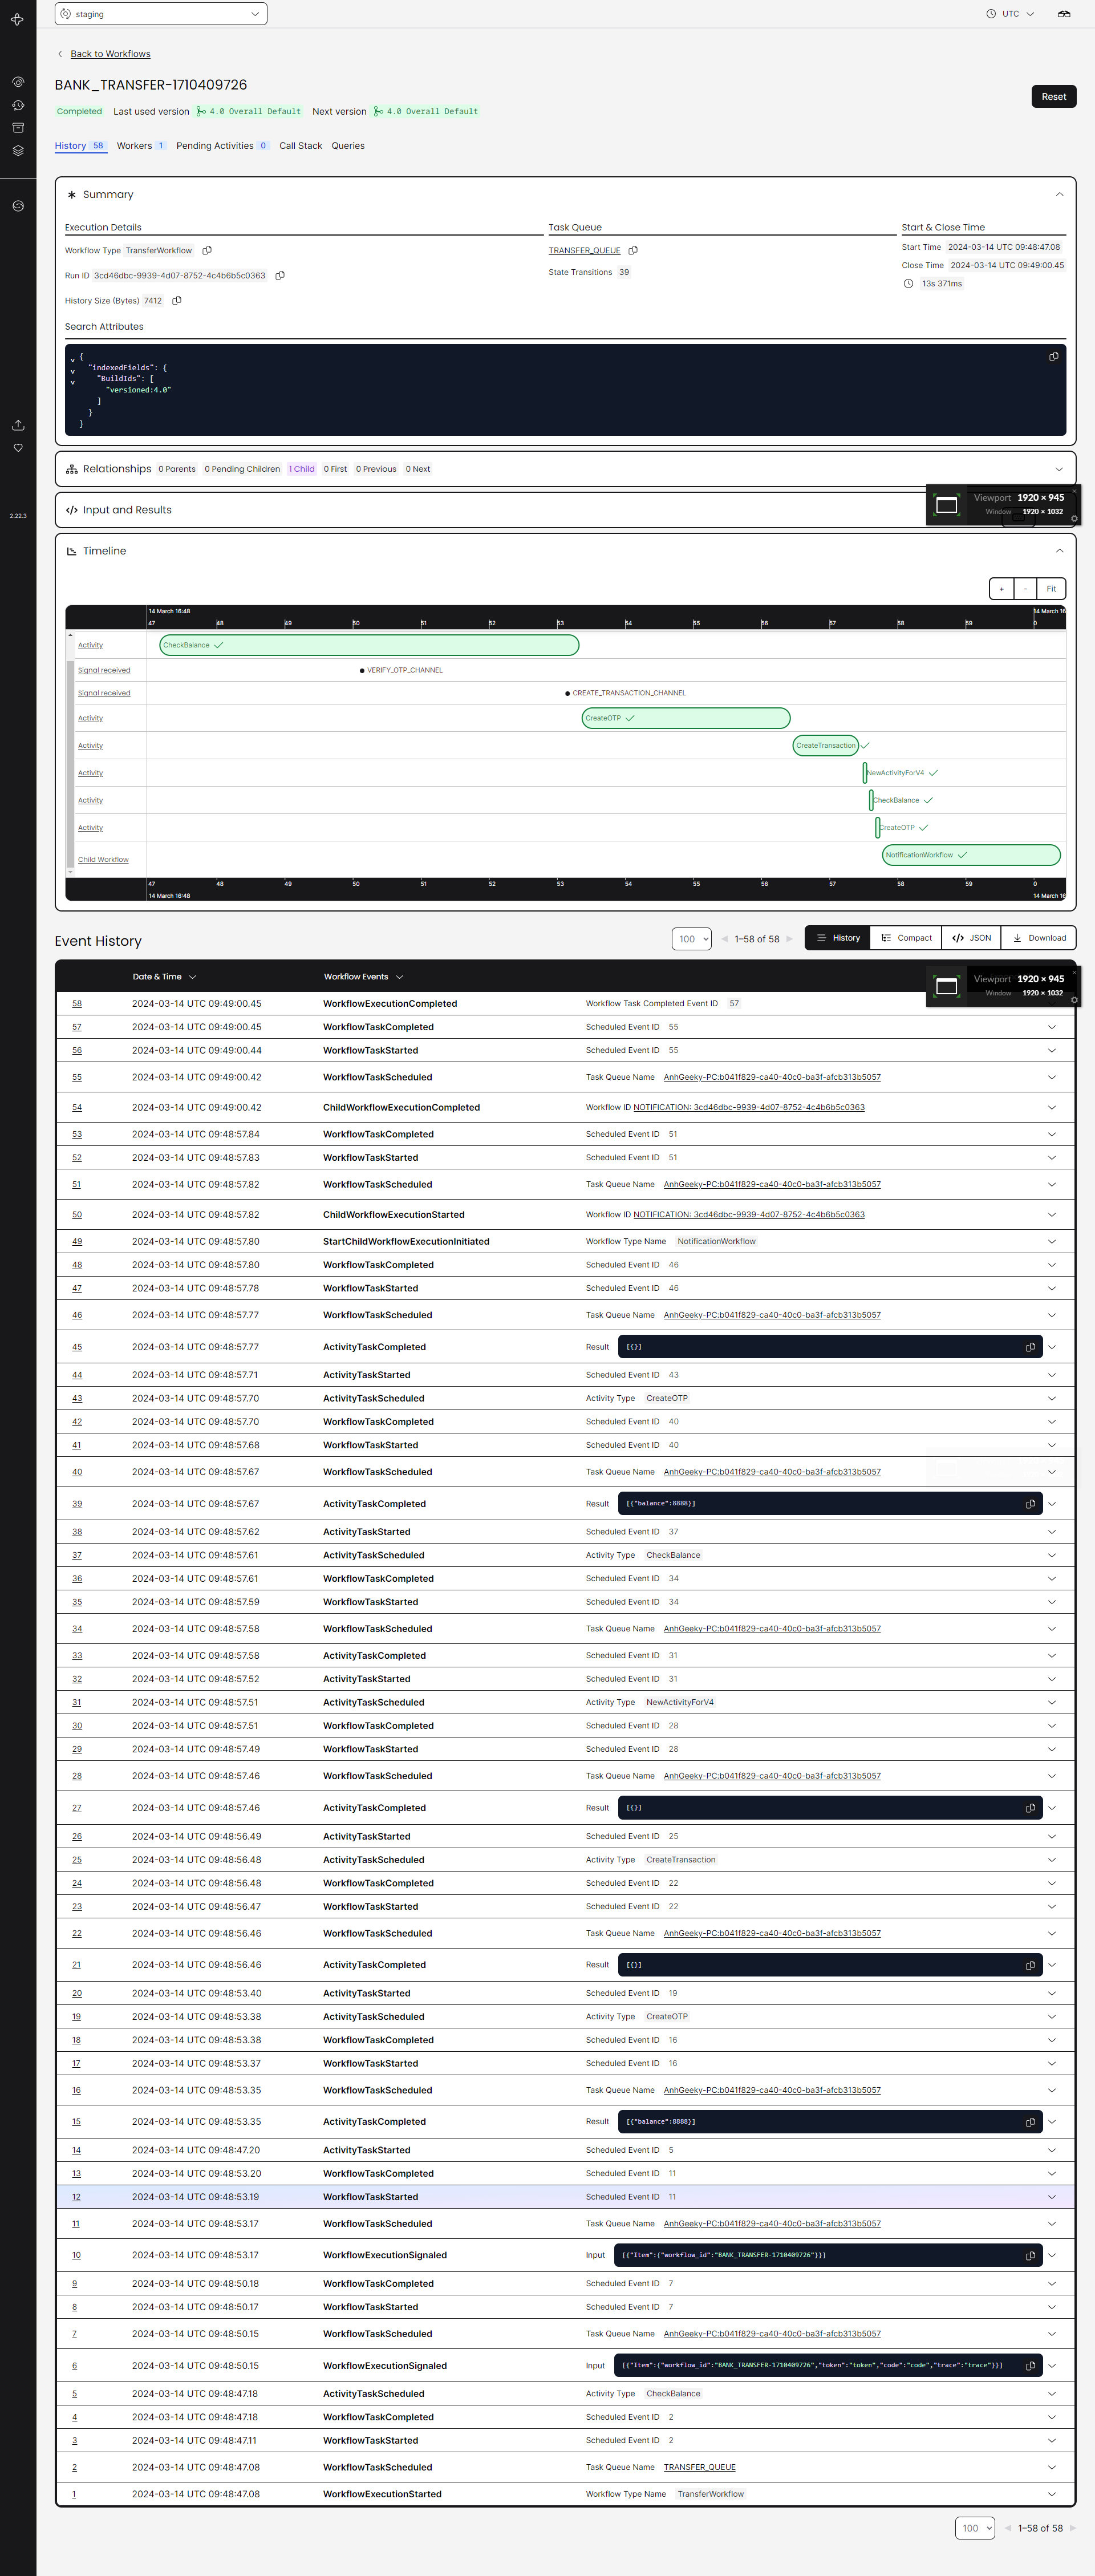 staging
UTC
Back to Workflows
BANK_TRANSFER-1710409726
Reset
Completed Last used version 4.0 Overall Default Next version 4.0 Overall Default
History 58 Workers 1 Pending Activities 0 Call Stack Queries
Summary
Execution Details Task Queue Start & Close Time
Workflow Type TransferWorkflow TRANSFER_QUEUE Start Time 2024-03-14 UTC 09:48:47.08
Run ID 3cd46dbc-9939-4d07-8752-4c4b6b5c0363 State Transitions 39 Close Time 2024-03-14 UTC 09:49:00.45
13s 371ms
History Size (Bytes) 7412
Search Attributes
{
"indexedFields": {
"BuildIds": [
"versioned:4.0"
]
}
}
Relationships 0 Parents 0 Pending Children 1 Child 0 First 0 Previous 0 Next
Viewport 1920 × 945
Window 1920 × 1032
Input and Results
2.22.3
Timeline
+ - Fit
14 March 16:48 14 March 16
47 48 49 50 51 52 53 54 55 56 57 58 59 0
Activity CheckBalance
Signal received VERIFY_OTP_CHANNEL
Signal received CREATE_TRANSACTION_CHANNEL
Activity CreateOTP
Activity CreateTransaction
Activity NewActivityForV4
Activity CheckBalance
Activity CreateOTP
Child Workflow NotificationWorkflow
47 48 49 50 51 52 53 54 55 56 57 58 59 0
14 March 16:48 14 March 16
Event History 100 1–58 of 58 History Compact JSON Download
Date & Time Workflow Events
Viewport 1920 × 945
Window 1920 × 1032
58 2024-03-14 UTC 09:49:00.45 WorkflowExecutionCompleted Workflow Task Completed Event ID 57
57 2024-03-14 UTC 09:49:00.45 WorkflowTaskCompleted Scheduled Event ID 55
56 2024-03-14 UTC 09:49:00.44 WorkflowTaskStarted Scheduled Event ID 55
55 2024-03-14 UTC 09:49:00.42 WorkflowTaskScheduled Task Queue Name AnhGeeky-PC:b041f829-ca40-40c0-ba3f-afcb313b5057
54 2024-03-14 UTC 09:49:00.42 ChildWorkflowExecutionCompleted Workflow ID NOTIFICATION: 3cd46dbc-9939-4d07-8752-4c4b6b5c0363
53 2024-03-14 UTC 09:48:57.84 WorkflowTaskCompleted Scheduled Event ID 51
52 2024-03-14 UTC 09:48:57.83 WorkflowTaskStarted Scheduled Event ID 51
51 2024-03-14 UTC 09:48:57.82 WorkflowTaskScheduled Task Queue Name AnhGeeky-PC:b041f829-ca40-40c0-ba3f-afcb313b5057
50 2024-03-14 UTC 09:48:57.82 ChildWorkflowExecutionStarted Workflow ID NOTIFICATION: 3cd46dbc-9939-4d07-8752-4c4b6b5c0363
49 2024-03-14 UTC 09:48:57.80 StartChildWorkflowExecutionInitiated Workflow Type Name NotificationWorkflow
48 2024-03-14 UTC 09:48:57.80 WorkflowTaskCompleted Scheduled Event ID 46
47 2024-03-14 UTC 09:48:57.78 WorkflowTaskStarted Scheduled Event ID 46
46 2024-03-14 UTC 09:48:57.77 WorkflowTaskScheduled Task Queue Name AnhGeeky-PC:b041f829-ca40-40c0-ba3f-afcb313b5057
45 2024-03-14 UTC 09:48:57.77 ActivityTaskCompleted Result [{}]
44 2024-03-14 UTC 09:48:57.71 ActivityTaskStarted Scheduled Event ID 43
43 2024-03-14 UTC 09:48:57.70 ActivityTaskScheduled Activity Type CreateOTP
42 2024-03-14 UTC 09:48:57.70 WorkflowTaskCompleted Scheduled Event ID 40
41 2024-03-14 UTC 09:48:57.68 WorkflowTaskStarted Scheduled Event ID 40
40 2024-03-14 UTC 09:48:57.67 WorkflowTaskScheduled Task Queue Name AnhGeeky-PC:b041f829-ca40-40c0-ba3f-afcb313b5057
39 2024-03-14 UTC 09:48:57.67 ActivityTaskCompleted Result [{"balance":8888}]
38 2024-03-14 UTC 09:48:57.62 ActivityTaskStarted Scheduled Event ID 37
37 2024-03-14 UTC 09:48:57.61 ActivityTaskScheduled Activity Type CheckBalance
36 2024-03-14 UTC 09:48:57.61 WorkflowTaskCompleted Scheduled Event ID 34
35 2024-03-14 UTC 09:48:57.59 WorkflowTaskStarted Scheduled Event ID 34
34 2024-03-14 UTC 09:48:57.58 WorkflowTaskScheduled Task Queue Name AnhGeeky-PC:b041f829-ca40-40c0-ba3f-afcb313b5057
33 2024-03-14 UTC 09:48:57.58 ActivityTaskCompleted Scheduled Event ID 31
32 2024-03-14 UTC 09:48:57.52 ActivityTaskStarted Scheduled Event ID 31
31 2024-03-14 UTC 09:48:57.51 ActivityTaskScheduled Activity Type NewActivityForV4
30 2024-03-14 UTC 09:48:57.51 WorkflowTaskCompleted Scheduled Event ID 28
29 2024-03-14 UTC 09:48:57.49 WorkflowTaskStarted Scheduled Event ID 28
28 2024-03-14 UTC 09:48:57.46 WorkflowTaskScheduled Task Queue Name AnhGeeky-PC:b041f829-ca40-40c0-ba3f-afcb313b5057
27 2024-03-14 UTC 09:48:57.46 ActivityTaskCompleted Result [{}]
26 2024-03-14 UTC 09:48:56.49 ActivityTaskStarted Scheduled Event ID 25
25 2024-03-14 UTC 09:48:56.48 ActivityTaskScheduled Activity Type CreateTransaction
24 2024-03-14 UTC 09:48:56.48 WorkflowTaskCompleted Scheduled Event ID 22
23 2024-03-14 UTC 09:48:56.47 WorkflowTaskStarted Scheduled Event ID 22
22 2024-03-14 UTC 09:48:56.46 WorkflowTaskScheduled Task Queue Name AnhGeeky-PC:b041f829-ca40-40c0-ba3f-afcb313b5057
21 2024-03-14 UTC 09:48:56.46 ActivityTaskCompleted Result [{}]
20 2024-03-14 UTC 09:48:53.40 ActivityTaskStarted Scheduled Event ID 19
19 2024-03-14 UTC 09:48:53.38 ActivityTaskScheduled Activity Type CreateOTP
18 2024-03-14 UTC 09:48:53.38 WorkflowTaskCompleted Scheduled Event ID 16
17 2024-03-14 UTC 09:48:53.37 WorkflowTaskStarted Scheduled Event ID 16
16 2024-03-14 UTC 09:48:53.35 WorkflowTaskScheduled Task Queue Name AnhGeeky-PC:b041f829-ca40-40c0-ba3f-afcb313b5057
15 2024-03-14 UTC 09:48:53.35 ActivityTaskCompleted Result [{"balance":8888}]
14 2024-03-14 UTC 09:48:47.20 ActivityTaskStarted Scheduled Event ID 5
13 2024-03-14 UTC 09:48:53.20 WorkflowTaskCompleted Scheduled Event ID 11
12 2024-03-14 UTC 09:48:53.19 WorkflowTaskStarted Scheduled Event ID 11
11 2024-03-14 UTC 09:48:53.17 WorkflowTaskScheduled Task Queue Name AnhGeeky-PC:b041f829-ca40-40c0-ba3f-afcb313b5057
10 2024-03-14 UTC 09:48:53.17 WorkflowExecutionSignaled Input [{"Item":{"workflow_id":"BANK_TRANSFER-1710409726"}}]
9 2024-03-14 UTC 09:48:50.18 WorkflowTaskCompleted Scheduled Event ID 7
8 2024-03-14 UTC 09:48:50.17 WorkflowTaskStarted Scheduled Event ID 7
7 2024-03-14 UTC 09:48:50.15 WorkflowTaskScheduled Task Queue Name AnhGeeky-PC:b041f829-ca40-40c0-ba3f-afcb313b5057
6 2024-03-14 UTC 09:48:50.15 WorkflowExecutionSignaled Input [{"Item":{"workflow_id":"BANK_TRANSFER-1710409726","token":"token","code":"code","trace":"trace"}}]
5 2024-03-14 UTC 09:48:47.18 ActivityTaskScheduled Activity Type CheckBalance
4 2024-03-14 UTC 09:48:47.18 WorkflowTaskCompleted Scheduled Event ID 2
3 2024-03-14 UTC 09:48:47.11 WorkflowTaskStarted Scheduled Event ID 2
2 2024-03-14 UTC 09:48:47.08 WorkflowTaskScheduled Task Queue Name TRANSFER_QUEUE
1 2024-03-14 UTC 09:48:47.08 WorkflowExecutionStarted Workflow Type Name TransferWorkflow
100 1–58 of 58